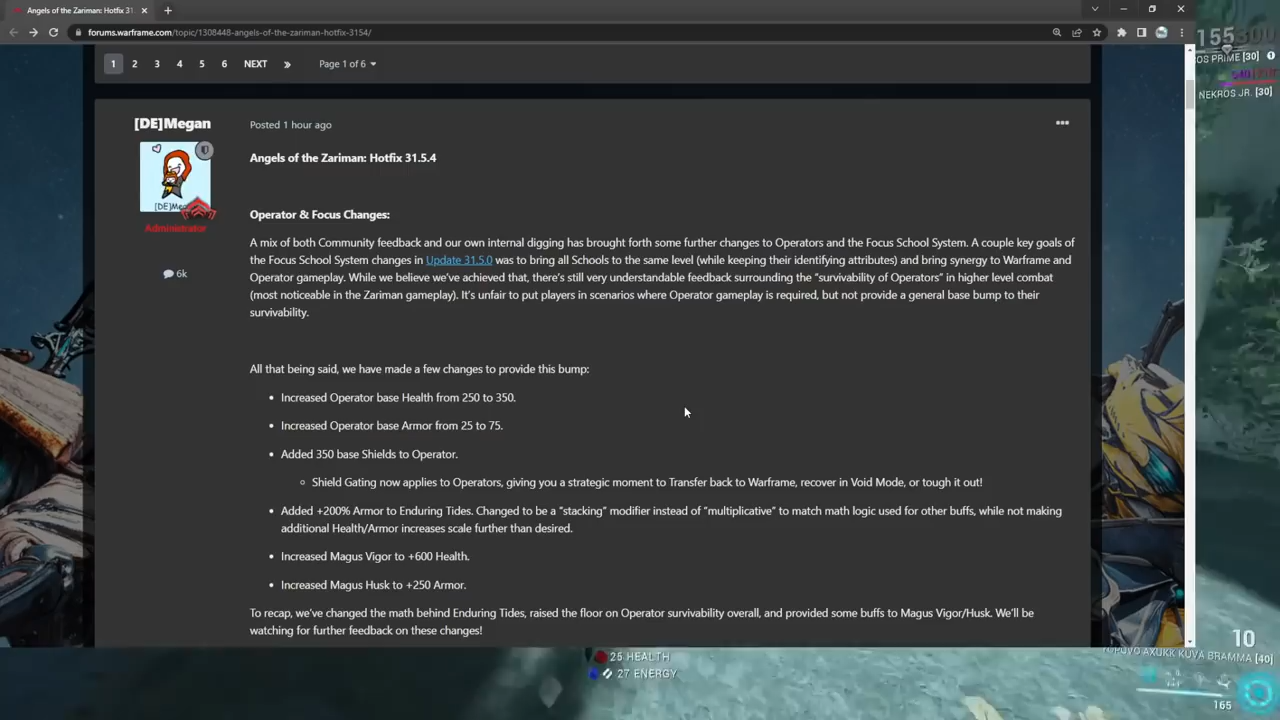 Angels of the Zariman: Hotfix 31
forums.warframe.com/topic/1308448-angels-of-the-zariman-hotfix-3154/
1 2 3 4 5 6 NEXT » Page 1 of 6
[DE]Megan
Posted 1 hour ago
Angels of the Zariman: Hotfix 31.5.4
[DE]Me
Administrator
6k
Operator & Focus Changes:
A mix of both Community feedback and our own internal digging has brought forth some further changes to Operators and the Focus School System. A couple key goals of
the Focus School System changes in Update 31.5.0 was to bring all Schools to the same level (while keeping their identifying attributes) and bring synergy to Warframe and
Operator gameplay. While we believe we've achieved that, there's still very understandable feedback surrounding the "survivability of Operators" in higher level combat
(most noticeable in the Zariman gameplay). It's unfair to put players in scenarios where Operator gameplay is required, but not provide a general base bump to their
survivability.
All that being said, we have made a few changes to provide this bump:
• Increased Operator base Health from 250 to 350.
• Increased Operator base Armor from 25 to 75.
• Added 350 base Shields to Operator.
◦ Shield Gating now applies to Operators, giving you a strategic moment to Transfer back to Warframe, recover in Void Mode, or tough it out!
• Added +200% Armor to Enduring Tides. Changed to be a "stacking" modifier instead of "multiplicative" to match math logic used for other buffs, while not making
additional Health/Armor increases scale further than desired.
• Increased Magus Vigor to +600 Health.
• Increased Magus Husk to +250 Armor.
To recap, we've changed the math behind Enduring Tides, raised the floor on Operator survivability overall, and provided some buffs to Magus Vigor/Husk. We'll be
watching for further feedback on these changes!
155 300
ROS PRIME [30]
NEKROS JR. [30]
25 HEALTH
27 ENERGY
10
AXUKK KUVA BRAMMA [40]
165